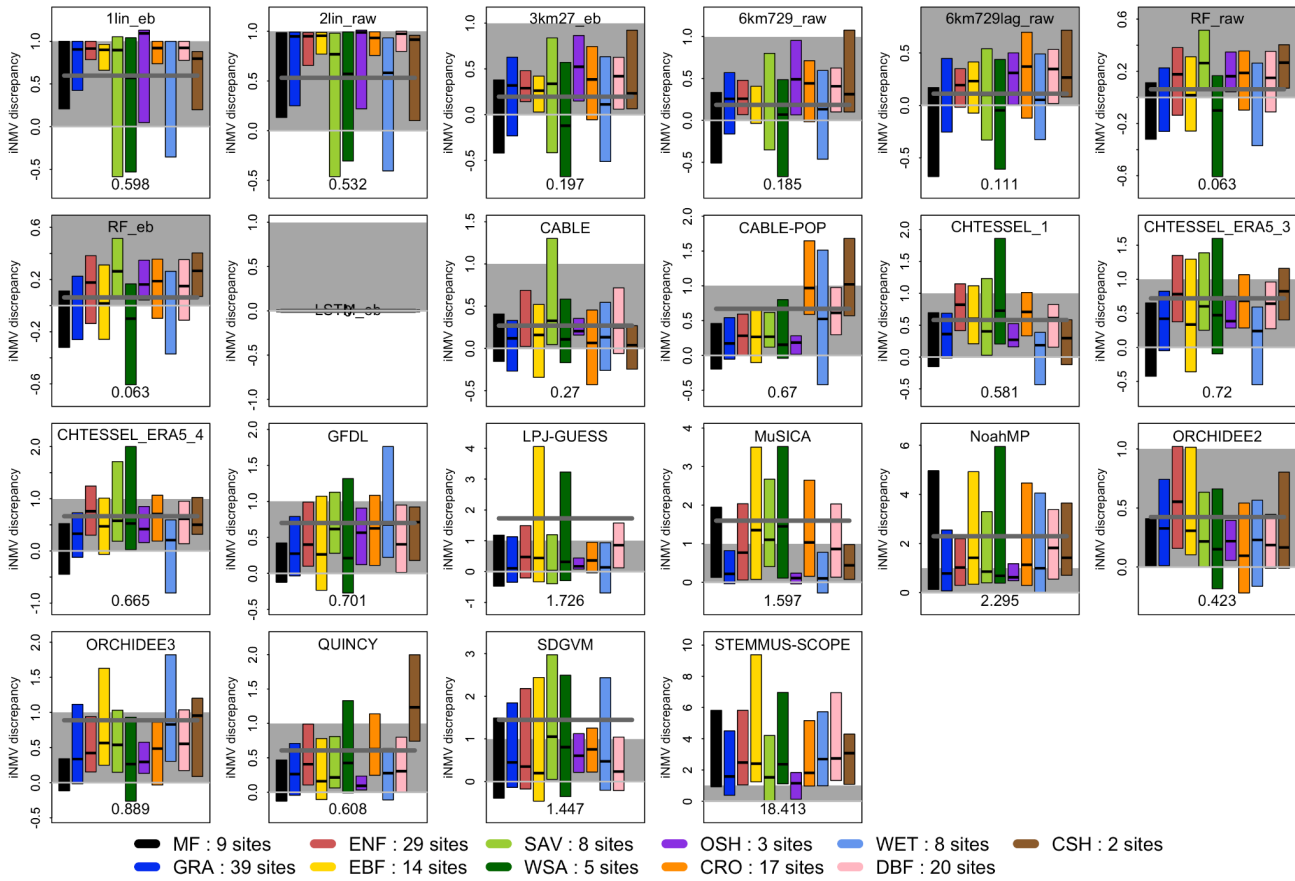 1lin_eb
2lin_raw
3km27_eb
6km729_raw
6km729lag_raw
RF_raw
iNMV discrepancy
-0.5 0.0 0.5 1.0
0.598
iNMV discrepancy
-0.5 0.0 0.5 1.0
0.532
iNMV discrepancy
-0.5 0.0 0.5 1.0
0.197
iNMV discrepancy
-0.5 0.0 0.5 1.0
0.185
iNMV discrepancy
-0.5 0.0 0.5
0.111
iNMV discrepancy
-0.6 -0.2 0.2 0.6
0.063
RF_eb
LSTM_eb
CABLE
CABLE-POP
CHTESSEL_1
CHTESSEL_ERA5_3
iNMV discrepancy
-0.6 -0.2 0.2 0.6
0.063
iNMV discrepancy
-1.0 -0.5 0.0 0.5 1.0
iNMV discrepancy
-0.5 0.0 0.5 1.0 1.5
0.27
iNMV discrepancy
-0.5 0.0 0.5 1.0 1.5 2.0
0.67
iNMV discrepancy
-0.5 0.0 0.5 1.0 1.5 2.0
0.581
iNMV discrepancy
-0.5 0.0 0.5 1.0 1.5
0.72
CHTESSEL_ERA5_4
GFDL
LPJ-GUESS
MuSICA
NoahMP
ORCHIDEE2
iNMV discrepancy
-1.0 0.0 0.5 1.0 1.5 2.0
0.665
iNMV discrepancy
-0.5 0.0 0.5 1.0 1.5 2.0
0.701
iNMV discrepancy
-1 0 1 2 3 4
1.726
iNMV discrepancy
0 1 2 3 4
1.597
iNMV discrepancy
0 2 4 6
2.295
iNMV discrepancy
0.0 0.5 1.0
0.423
ORCHIDEE3
QUINCY
SDGVM
STEMMUS-SCOPE
iNMV discrepancy
-0.5 0.0 0.5 1.0 1.5 2.0
0.889
iNMV discrepancy
0.0 0.5 1.0 1.5 2.0
0.608
iNMV discrepancy
0 1 2 3
1.447
iNMV discrepancy
0 2 4 6 8 10
18.413
MF : 9 sites
ENF : 29 sites
SAV : 8 sites
OSH : 3 sites
WET : 8 sites
CSH : 2 sites
GRA : 39 sites
EBF : 14 sites
WSA : 5 sites
CRO : 17 sites
DBF : 20 sites